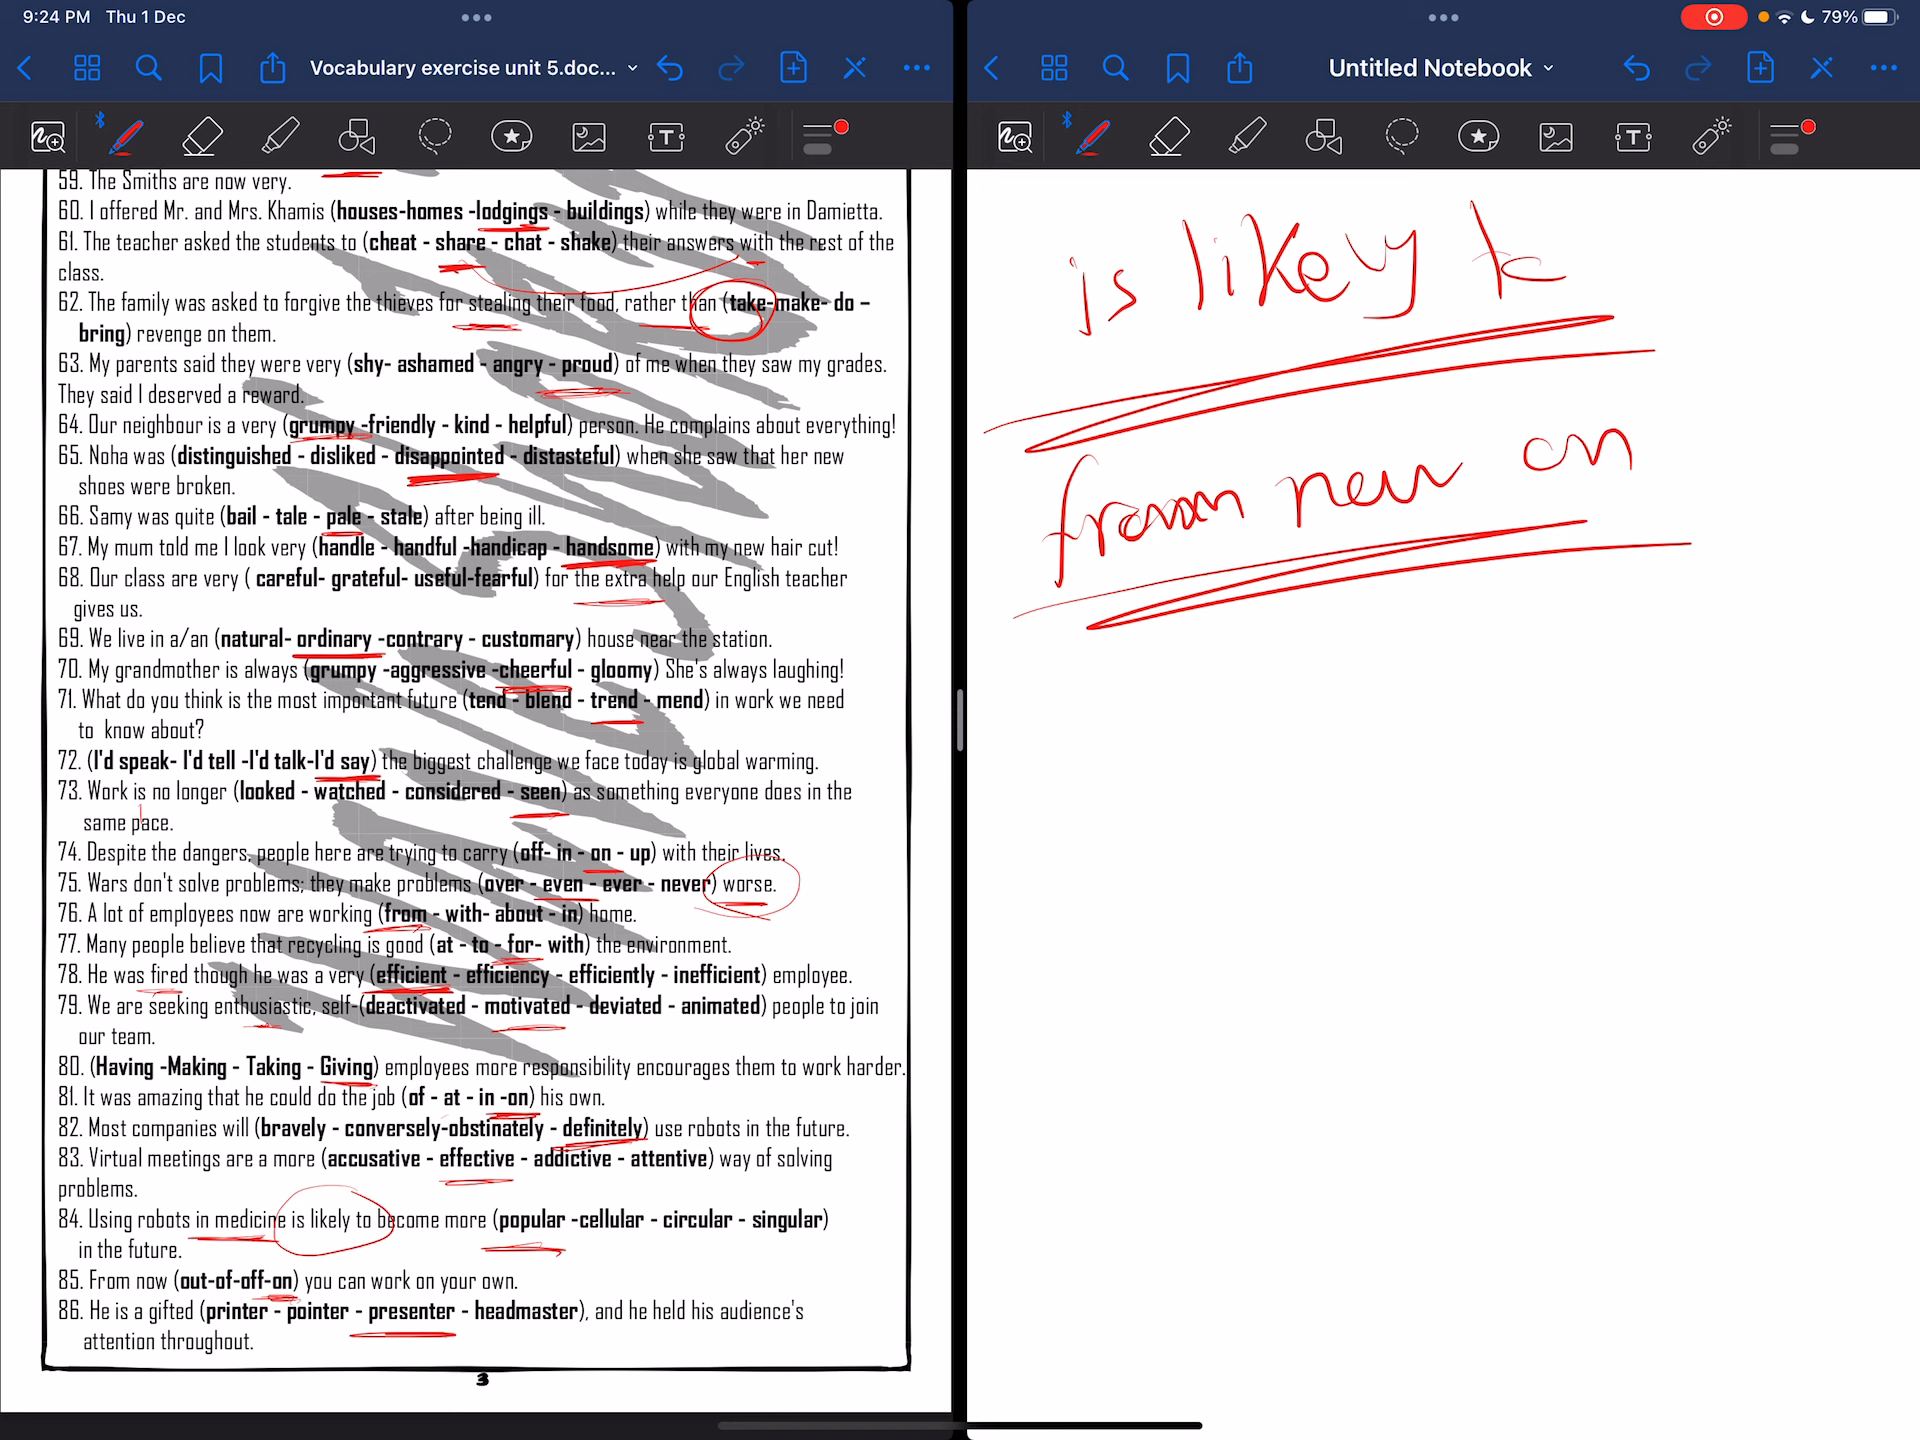 9:24 PM Thu 1 Dec
79%
Vocabulary exercise unit 5.doc...
Untitled Notebook
59. The Smiths are now very.
60. I offered Mr. and Mrs. Khamis (houses-homes -lodgings - buildings) while they were in Damietta.
61. The teacher asked the students to (cheat - share - chat - shake) their answers with the rest of the
class.
62. The family was asked to forgive the thieves for stealing their food, rather than (take-make- do –
bring) revenge on them.
63. My parents said they were very (shy- ashamed - angry - proud) of me when they saw my grades.
They said I deserved a reward.
64. Our neighbour is a very (grumpy -friendly - kind - helpful) person. He complains about everything!
65. Noha was (distinguished - disliked - disappointed - distasteful) when she saw that her new
shoes were broken.
66. Samy was quite (bail - tale - pale - stale) after being ill.
67. My mum told me I look very (handle - handful -handicap - handsome) with my new hair cut!
68. Our class are very ( careful- grateful- useful-fearful) for the extra help our English teacher
gives us.
69. We live in a/an (natural- ordinary -contrary - customary) house near the station.
70. My grandmother is always (grumpy -aggressive -cheerful - gloomy) She's always laughing!
71. What do you think is the most important future (tend - blend - trend - mend) in work we need
to know about?
72. (I'd speak- I'd tell -I'd talk-I'd say) the biggest challenge we face today is global warming.
73. Work is no longer (looked - watched - considered - seen) as something everyone does in the
same pace.
74. Despite the dangers, people here are trying to carry (off- in - on - up) with their lives.
75. Wars don't solve problems; they make problems (over - even - ever - never) worse.
76. A lot of employees now are working (from - with- about - in) home.
77. Many people believe that recycling is good (at - to - for- with) the environment.
78. He was fired though he was a very (efficient - efficiency - efficiently - inefficient) employee.
79. We are seeking enthusiastic, self-(deactivated - motivated - deviated - animated) people to join
our team.
80. (Having -Making - Taking - Giving) employees more responsibility encourages them to work harder.
81. It was amazing that he could do the job (of - at - in -on) his own.
82. Most companies will (bravely - conversely-obstinately - definitely) use robots in the future.
83. Virtual meetings are a more (accusative - effective - addictive - attentive) way of solving
problems.
84. Using robots in medicine is likely to become more (popular -cellular - circular - singular)
in the future.
85. From now (out-of-off-on) you can work on your own.
86. He is a gifted (printer - pointer - presenter - headmaster), and he held his audience's
attention throughout.
3
is likely to
from now on